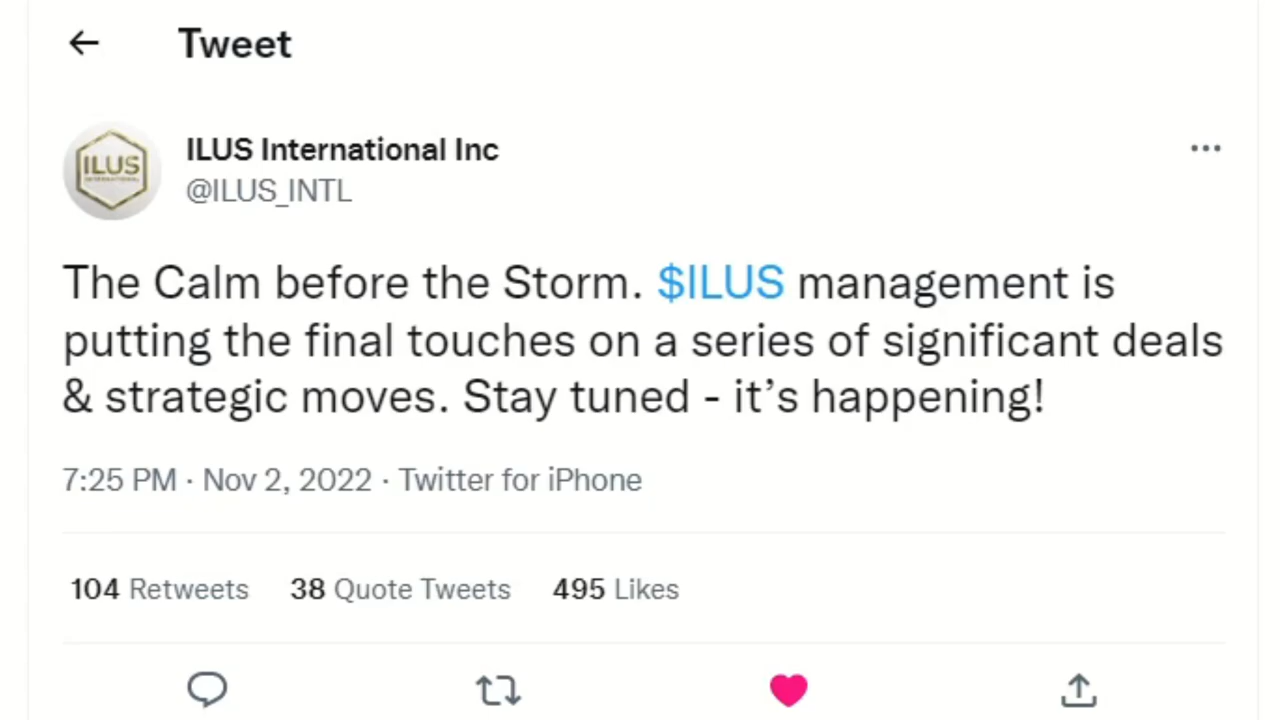 Tweet
ILUS
INTERNATIONAL
ILUS International Inc
@ILUS_INTL
The Calm before the Storm. $ILUS management is
putting the final touches on a series of significant deals
& strategic moves. Stay tuned - it’s happening!
7:25 PM · Nov 2, 2022 · Twitter for iPhone
104 Retweets 38 Quote Tweets 495 Likes